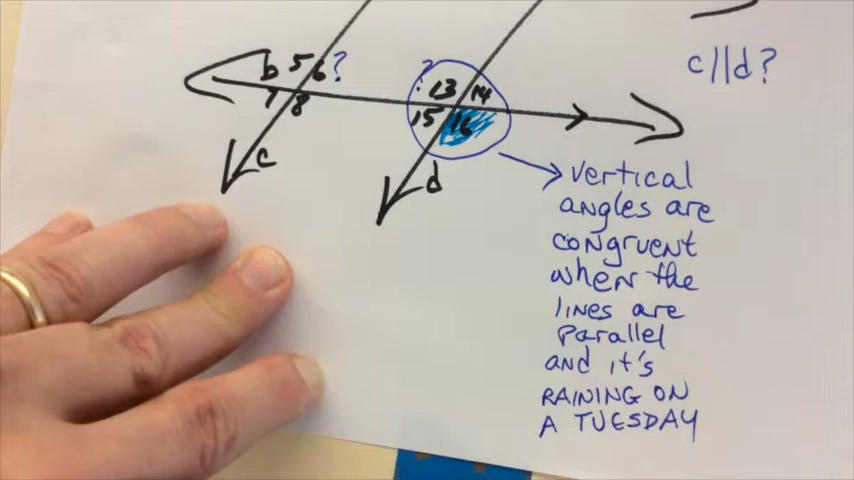 c//d?
b 5 6 ?
7 8
? 13 14
15 16
c
d
vertical
angles are
congruent
when the
lines are
parallel
and it's
RAINING ON
A TUESDAY